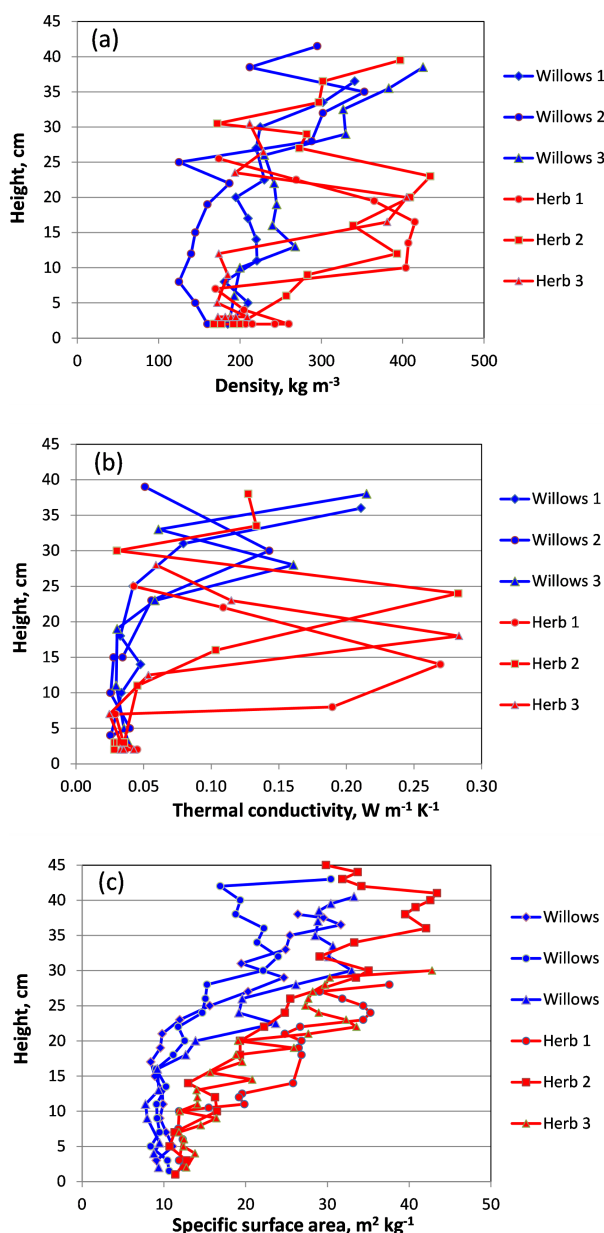 (a)
45
40
35
30
25
20
15
10
5
0
Height, cm
0 100 200 300 400 500
Density, kg m⁻³
Willows 1
Willows 2
Willows 3
Herb 1
Herb 2
Herb 3
(b)
45
40
35
30
25
20
15
10
5
0
Height, cm
0.00 0.05 0.10 0.15 0.20 0.25 0.30
Thermal conductivity, W m⁻¹ K⁻¹
Willows 1
Willows 2
Willows 3
Herb 1
Herb 2
Herb 3
(c)
45
40
35
30
25
20
15
10
5
0
Height, cm
0 10 20 30 40 50
Specific surface area, m² kg⁻¹
Willows
Willows
Willows
Herb 1
Herb 2
Herb 3